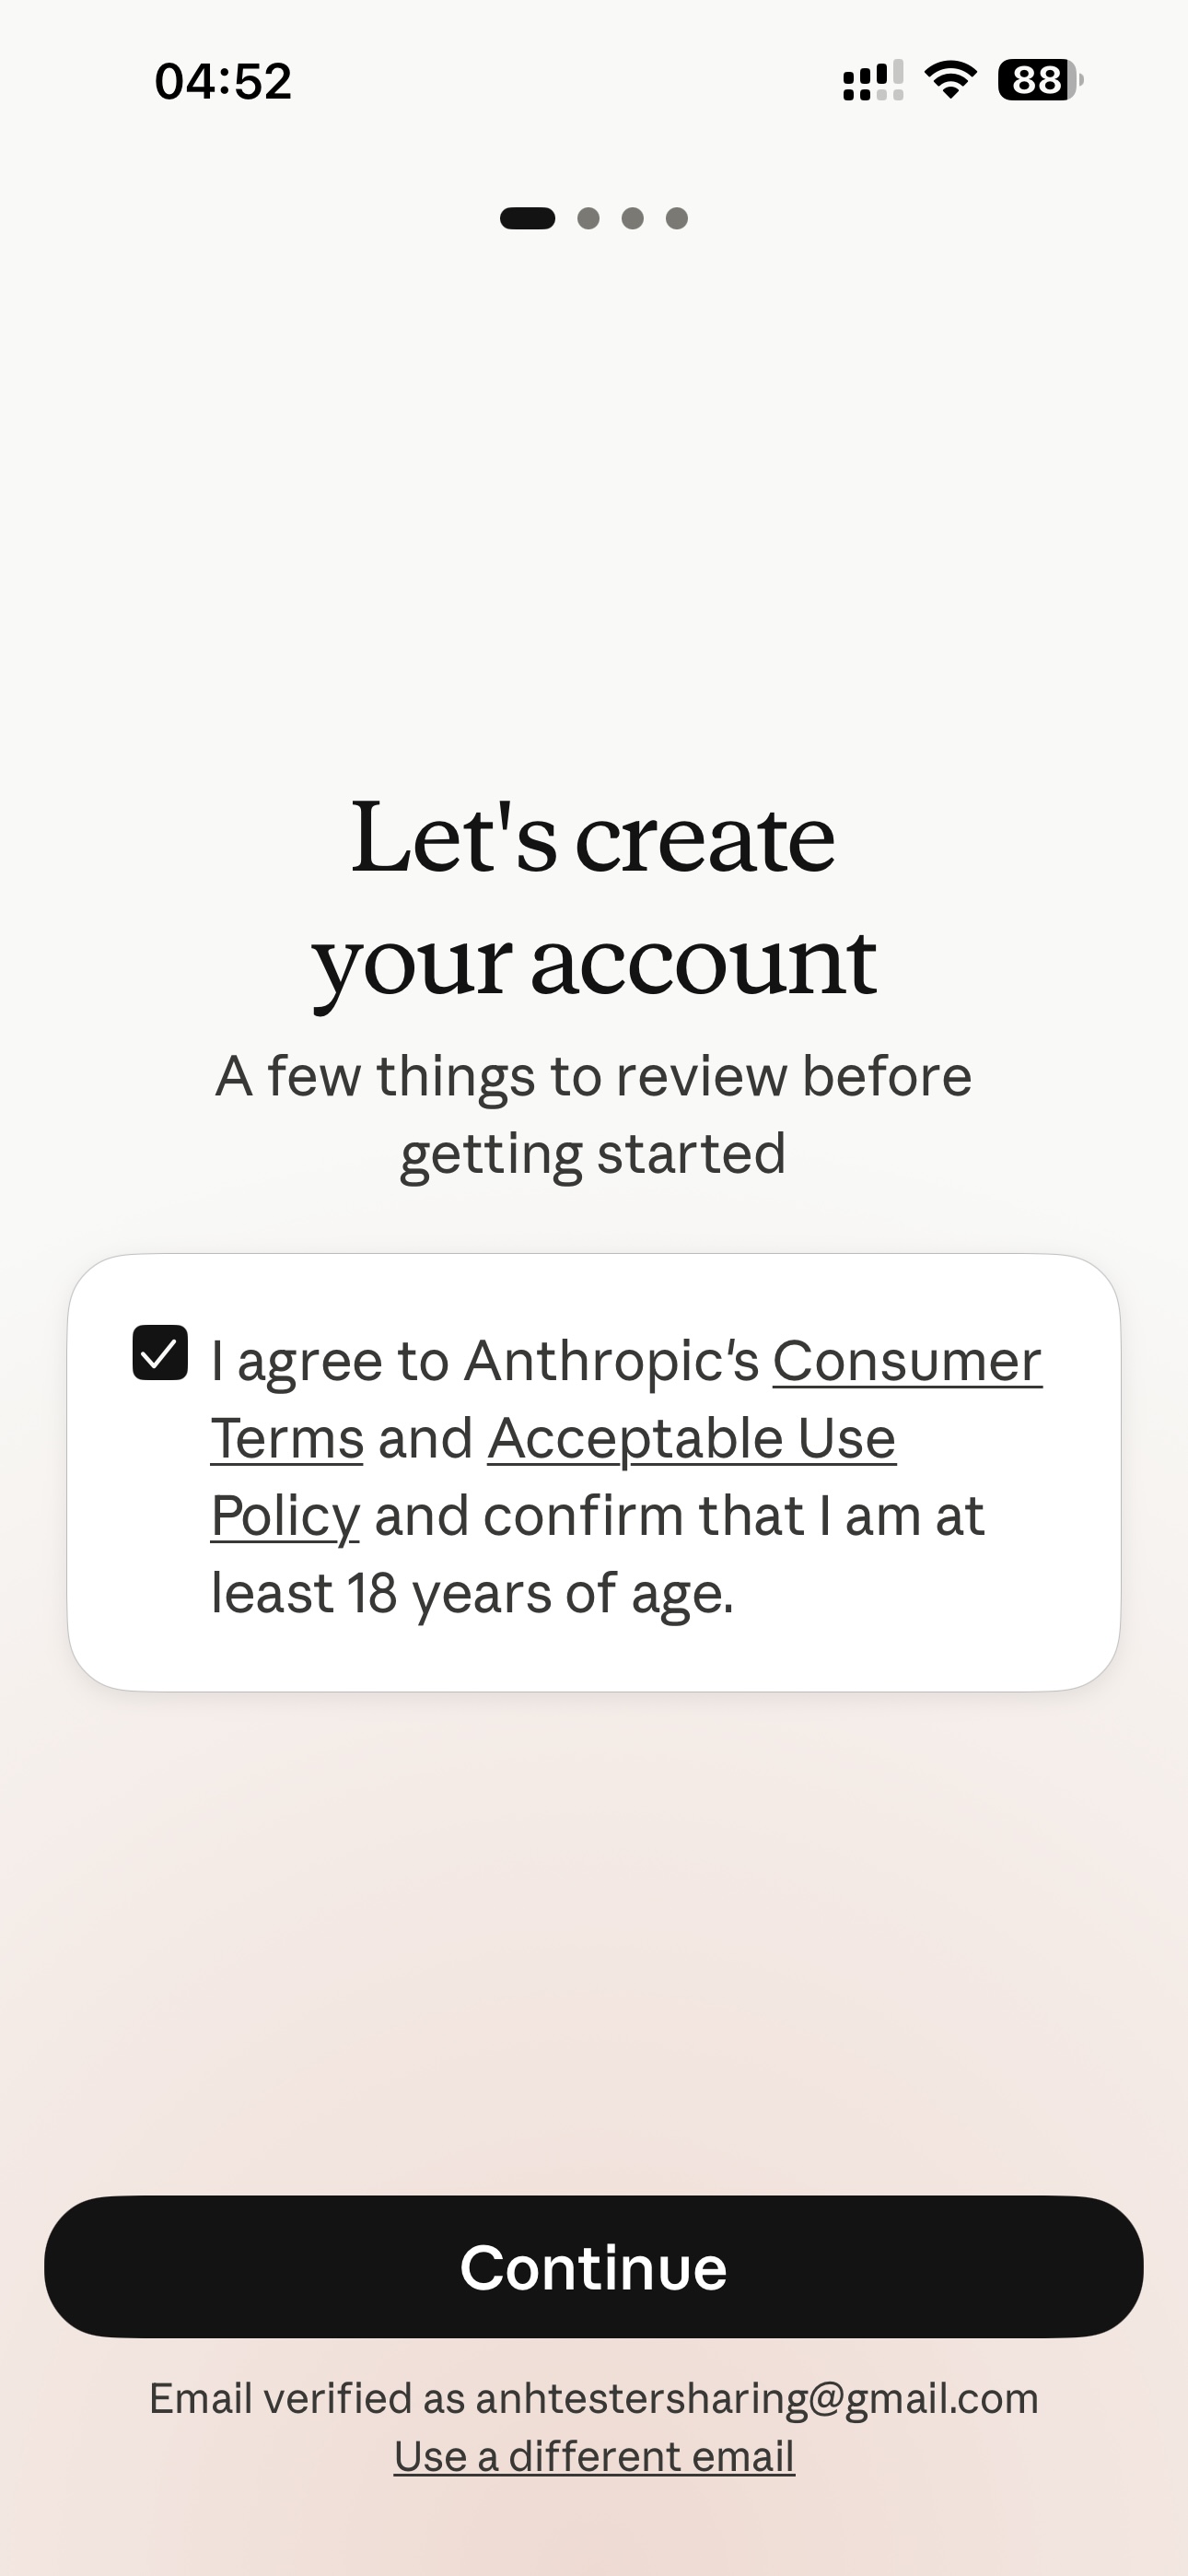 04:52
88
Let's create
your account
A few things to review before
getting started
I agree to Anthropic’s Consumer
Terms and Acceptable Use
Policy and confirm that I am at
least 18 years of age.
Continue
Email verified as anhtestersharing@gmail.com
Use a different email